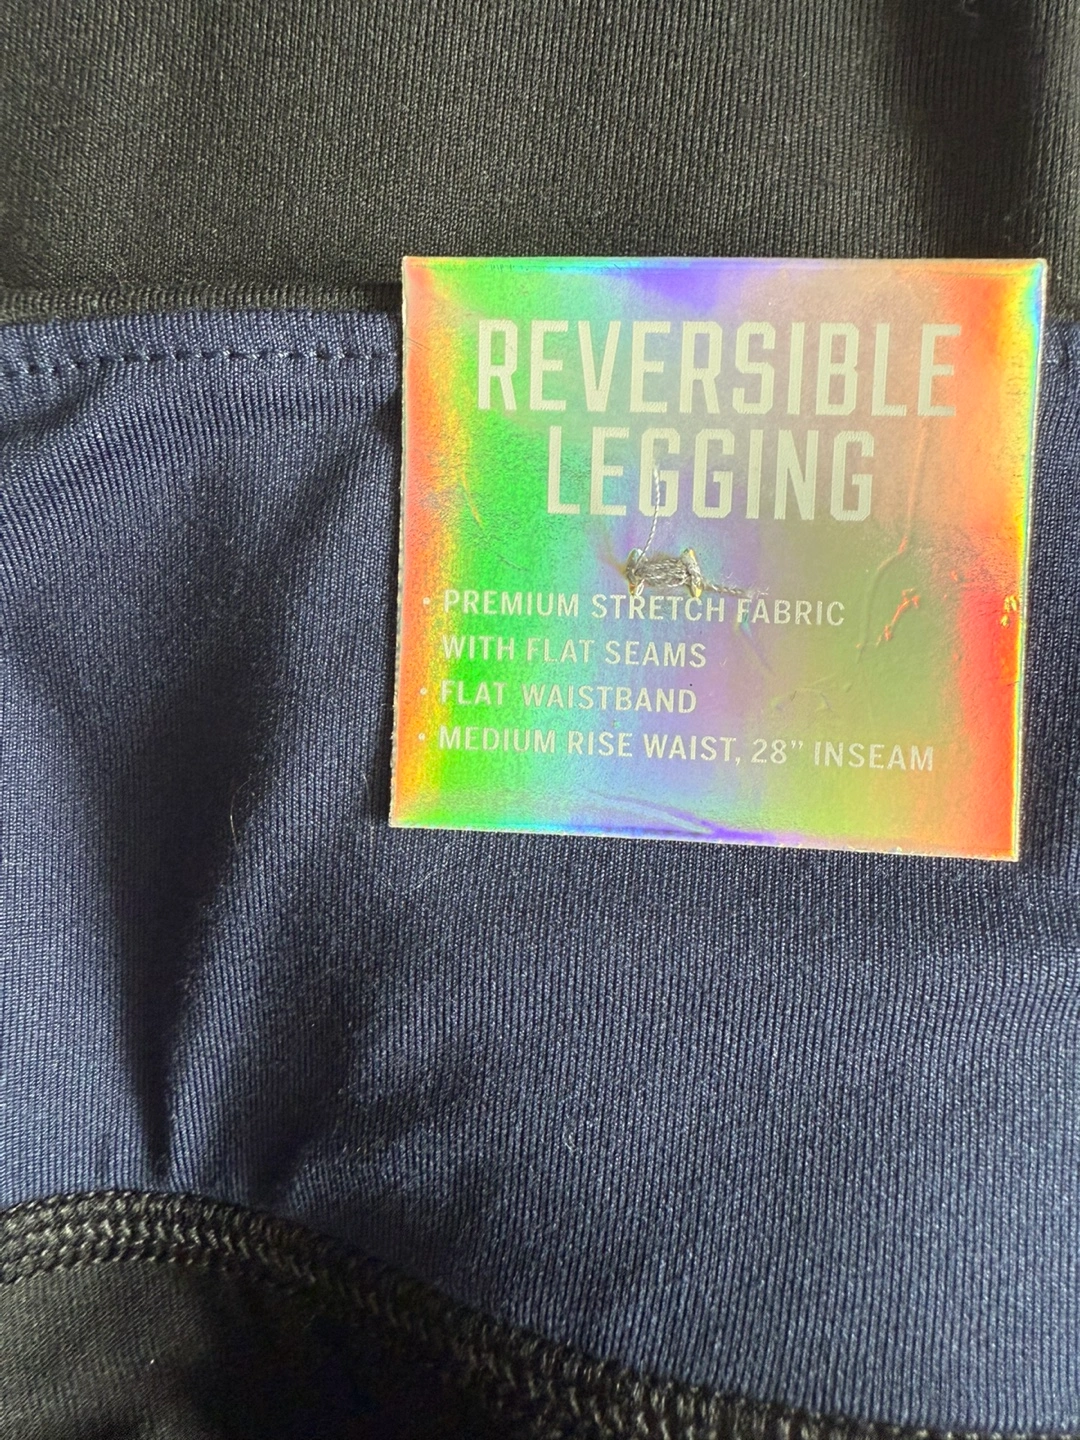 REVERSIBLE
LEGGING
• PREMIUM STRETCH FABRIC
WITH FLAT SEAMS
• FLAT WAISTBAND
• MEDIUM RISE WAIST, 28” INSEAM